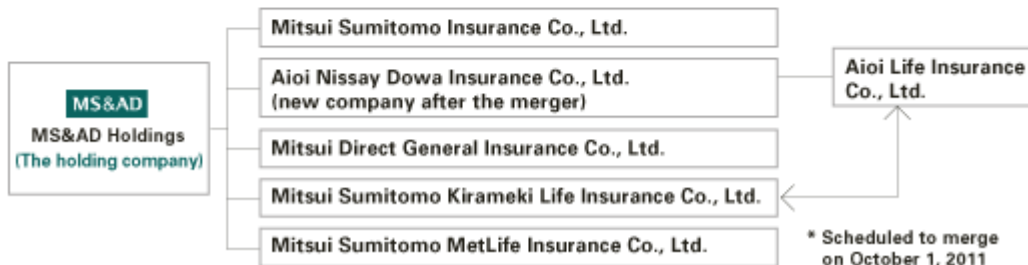 MS&AD
MS&AD Holdings
(The holding company)
Mitsui Sumitomo Insurance Co., Ltd.
Aioi Nissay Dowa Insurance Co., Ltd.
(new company after the merger)
Mitsui Direct General Insurance Co., Ltd.
Mitsui Sumitomo Kirameki Life Insurance Co., Ltd.
Mitsui Sumitomo MetLife Insurance Co., Ltd.
Aioi Life Insurance
Co., Ltd.
* Scheduled to merge
on October 1, 2011